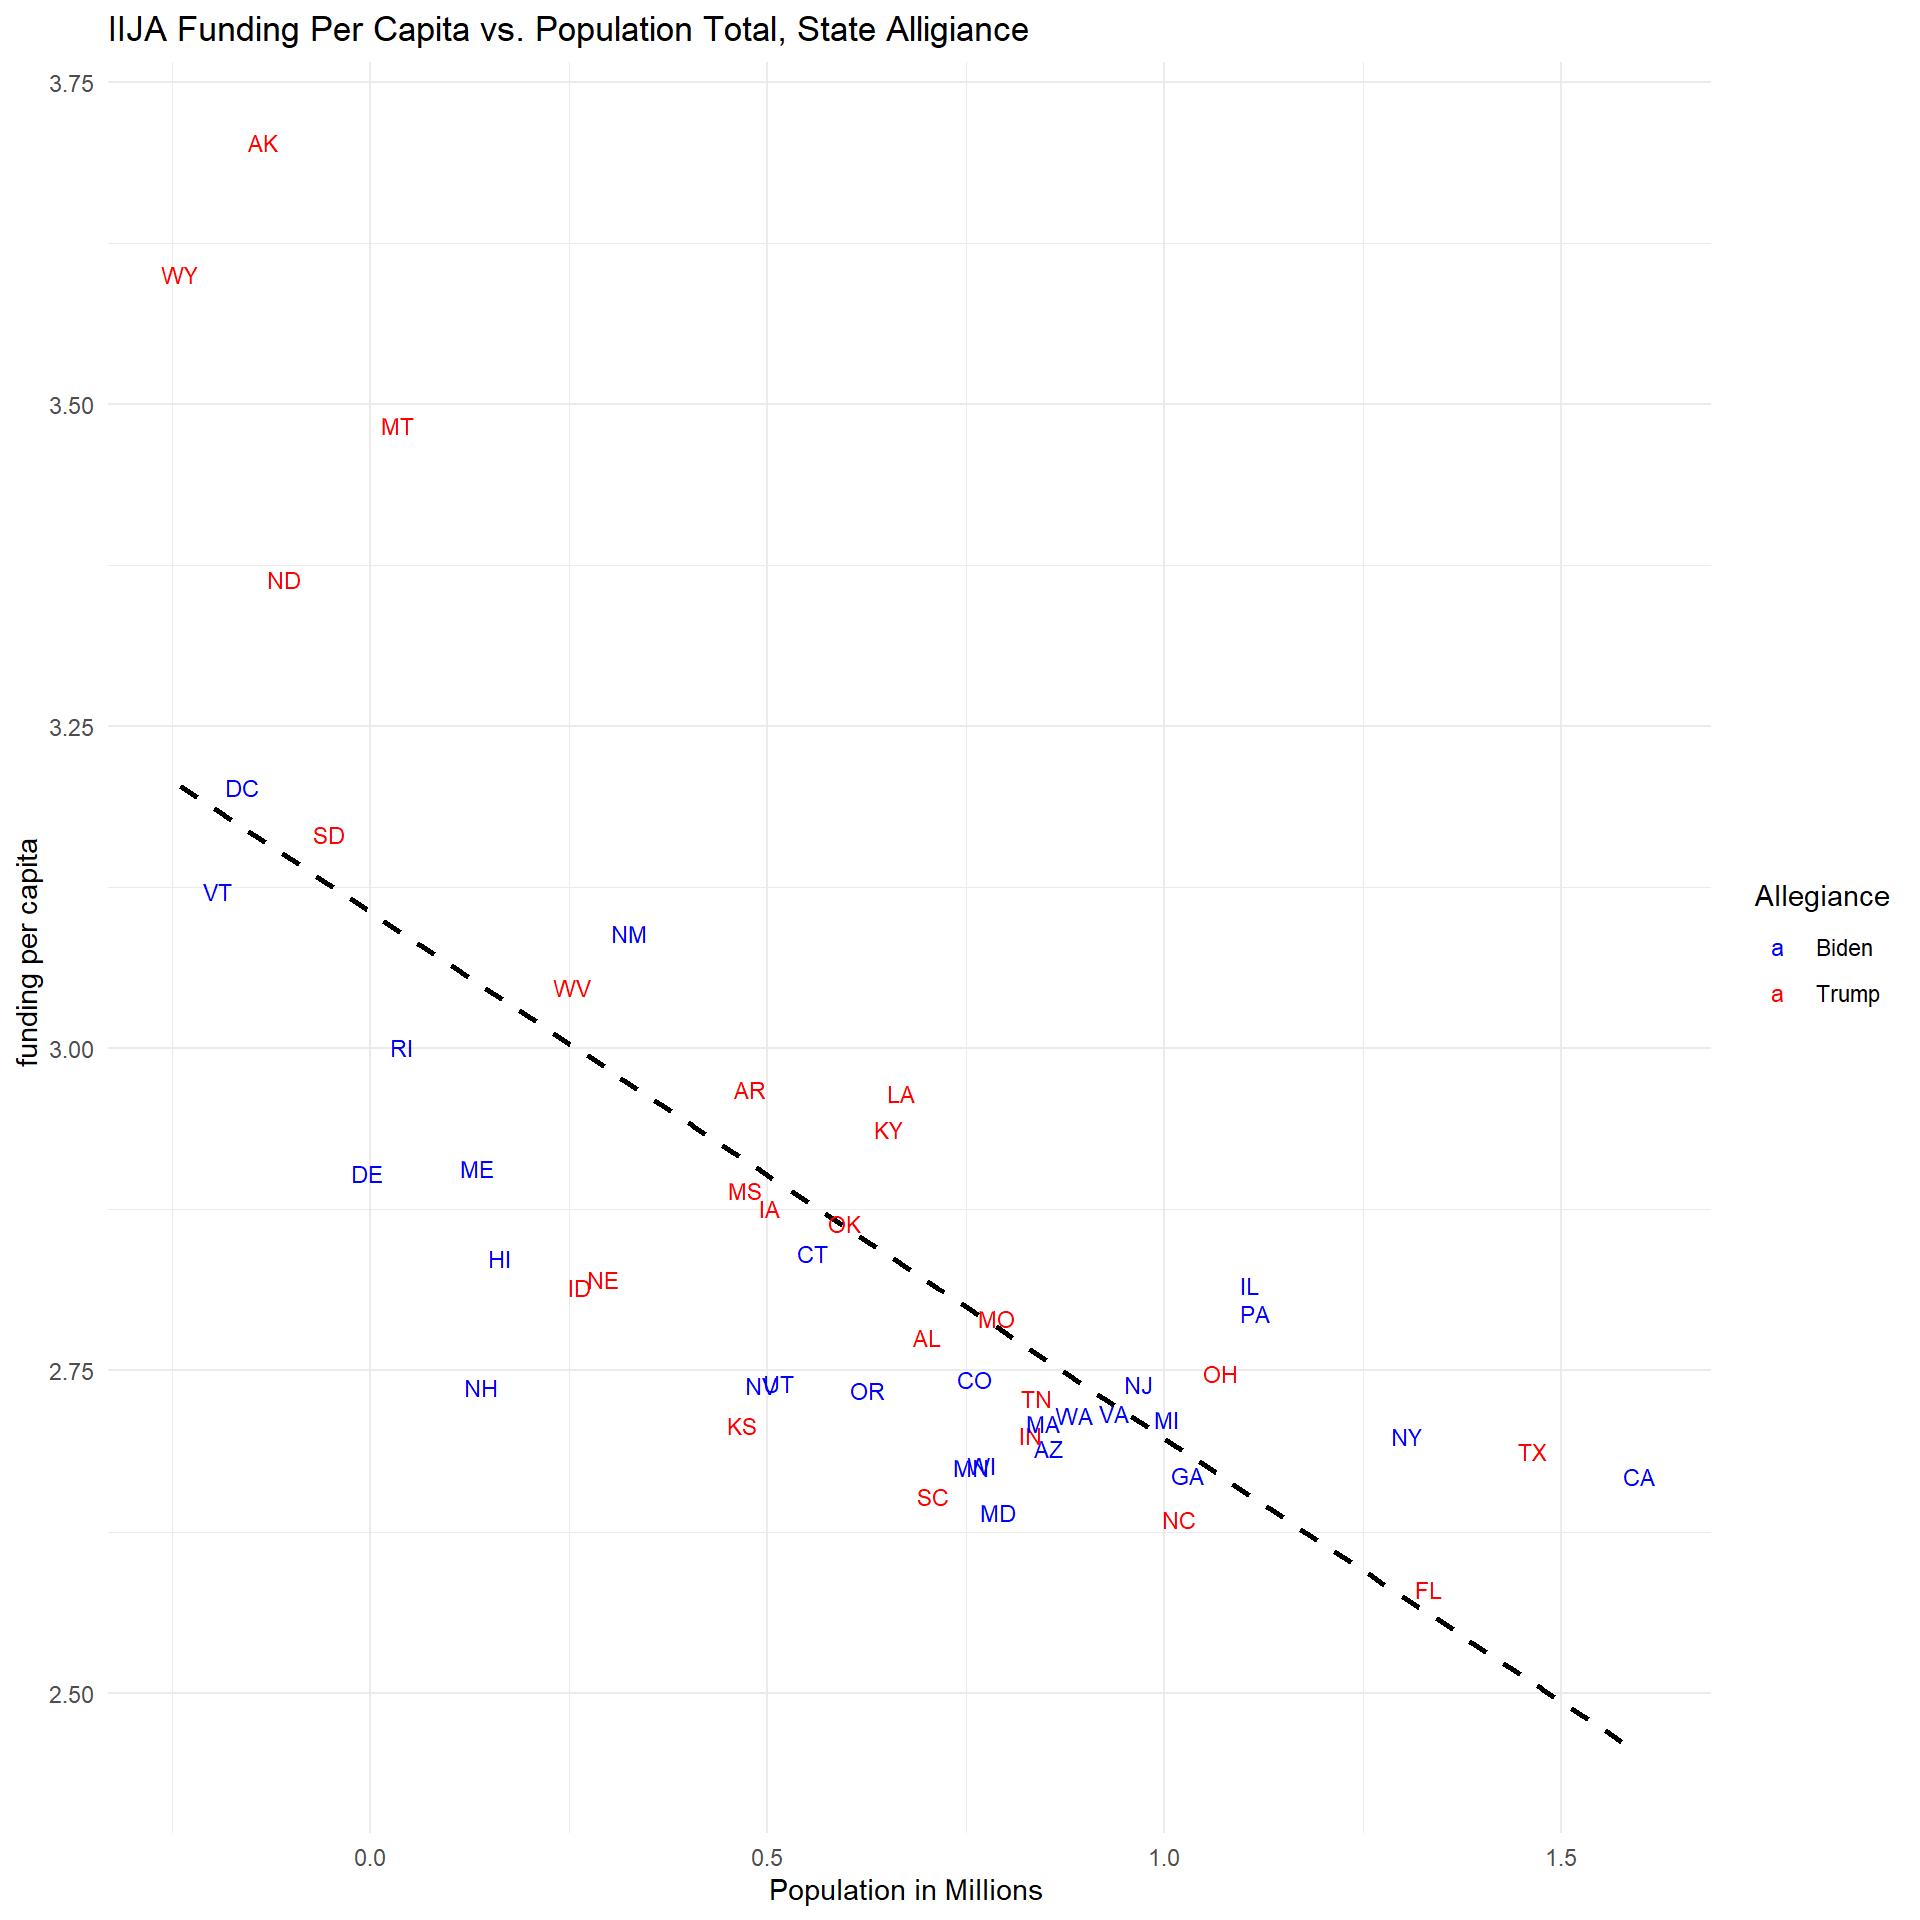 IIJA Funding Per Capita vs. Population Total, State Alligiance
3.75
AK
WY
3.50
MT
ND
3.25
DC
SD
VT
NM
WV
3.00
RI
AR
LA
KY
ME
DE
MS
IA
OK
CT
HI
NE
ID
IL
PA
MO
AL
2.75
OH
CO
UT
NV
NJ
NH
OR
TN
VA
WA
MI
MA
KS
IN
NY
AZ
TX
WI
MN
GA
CA
SC
MD
NC
FL
2.50
funding per capita
Allegiance
a Biden
a Trump
0.0 0.5 1.0 1.5
Population in Millions